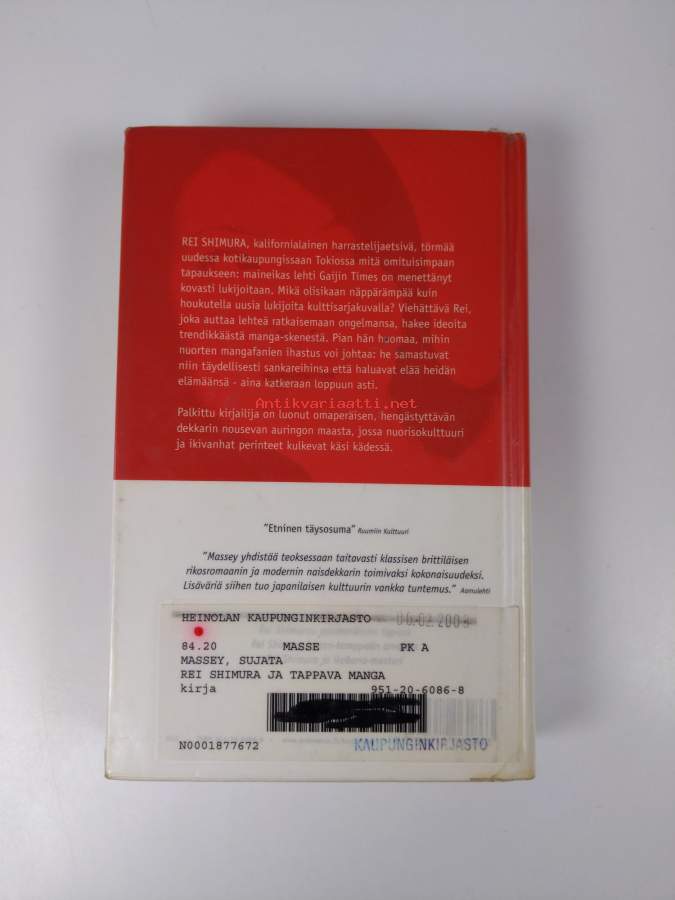 REI SHIMURA, kalifornialainen harrastelijaetsivä, törmää
uudessa kotikaupungissaan Tokiossa mitä omituisimpaan
tapaukseen: maineikas lehti Gaijin Times on menettänyt
kovasti lukijoitaan. Mikä olisikaan näppärämpää kuin
houkutella uusia lukijoita kulttisarjakuvalla? Viehättävä Rei,
joka auttaa lehteä ratkaisemaan ongelmansa, hakee ideoita
trendikkäästä manga-skenestä. Pian hän huomaa, mihin
nuorten mangafanien ihastus voi johtaa: he samastuvat
niin täydellisesti sankareihinsa että haluavat elää heidän
elämäänsä - aina katkeraan loppuun asti.
Antikvariaatti.net
Palkittu kirjailija on luonut omaperäisen, hengästyttävän
dekkarin nousevan auringon maasta, jossa nuorisokulttuuri
ja ikivanhat perinteet kulkevat käsi kädessä.
"Etninen täysosuma" Ruumiin Kulttuuri
"Massey yhdistää teoksessaan taitavasti klassisen brittiläisen
rikosromaanin ja modernin naisdekkarin toimivaksi kokonaisuudeksi.
Lisäväriä siihen tuo japanilaisen kulttuurin vankka tuntemus." Aamulehti
HEINOLAN KAUPUNGINKIRJASTO
84.20 MASSE PK A
MASSEY, SUJATA
REI SHIMURA JA TAPPAVA MANGA
kirja 951-20-6086-8
N0001877672 KAUPUNGINKIRJASTO